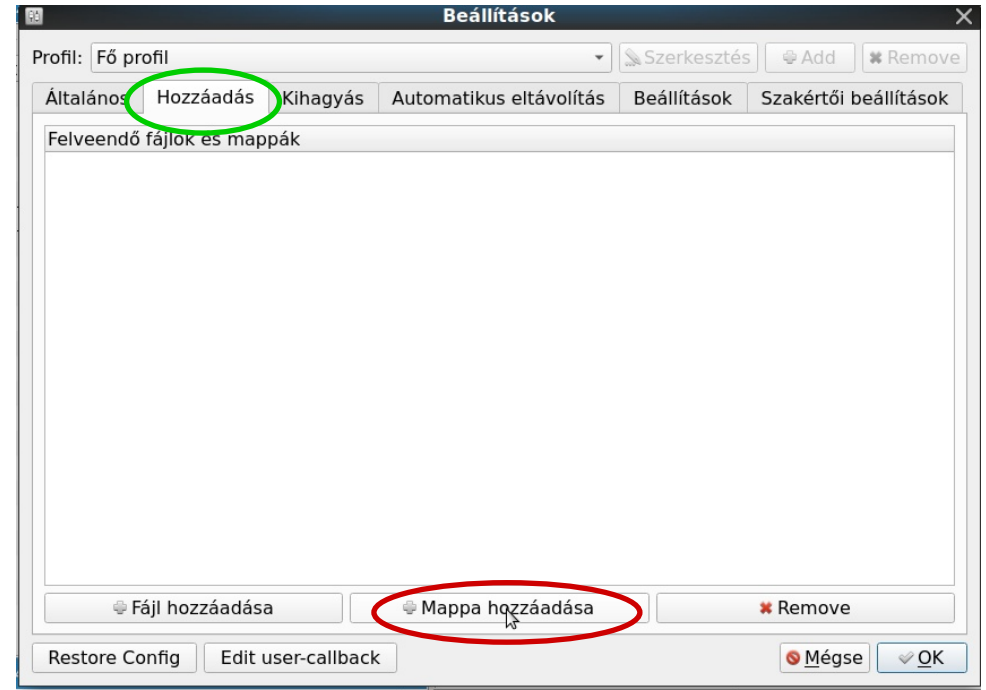 Beállítások
Profil: Fő profil Szerkesztés Add Remove
Általános Hozzáadás Kihagyás Automatikus eltávolítás Beállítások Szakértői beállítások
Felveendő fájlok és mappák
Fájl hozzáadása Mappa hozzáadása Remove
Restore Config Edit user-callback Mégse OK